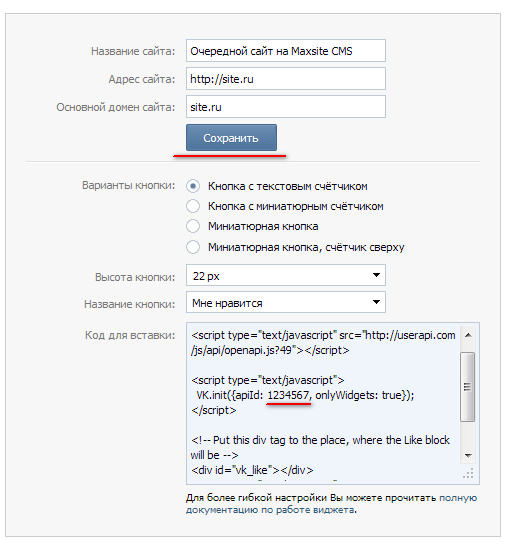 Название сайта: Очередной сайт на Maxsite CMS
Адрес сайта: http://site.ru
Основной домен сайта: site.ru
Сохранить
Варианты кнопки: Кнопка с текстовым счётчиком
Кнопка с миниатюрным счётчиком
Миниатюрная кнопка
Миниатюрная кнопка, счётчик сверху
Высота кнопки: 22 px
Название кнопки: Мне нравится
Код для вставки: <script type="text/javascript" src="http://userapi.com
/js/api/openapi.js?49"></script>
<script type="text/javascript">
VK.init({apiId: 1234567, onlyWidgets: true});
</script>
<!-- Put this div tag to the place, where the Like block
will be -->
<div id="vk_like"></div>
Для более гибкой настройки Вы можете прочитать полную
документацию по работе виджета.